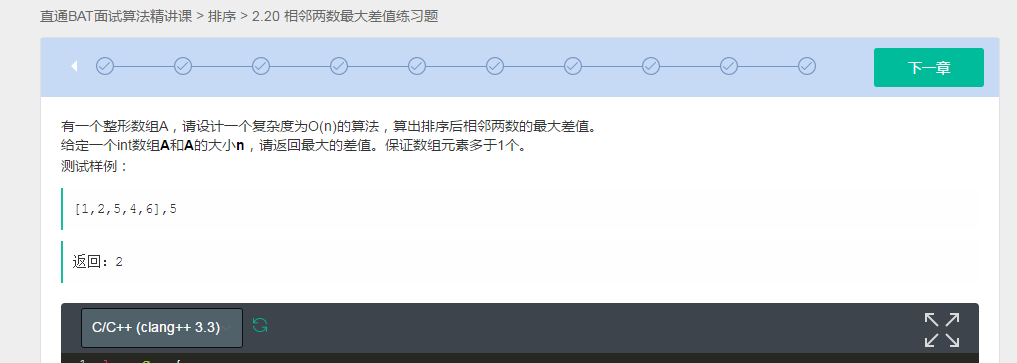 直通BAT面试算法精讲课 > 排序 > 2.20 相邻两数最大差值练习题
下一章
有一个整形数组A，请设计一个复杂度为O(n)的算法，算出排序后相邻两数的最大差值。
给定一个int数组A和A的大小n，请返回最大的差值。保证数组元素多于1个。
测试样例：
[1,2,5,4,6],5
返回：2
C/C++ (clang++ 3.3)